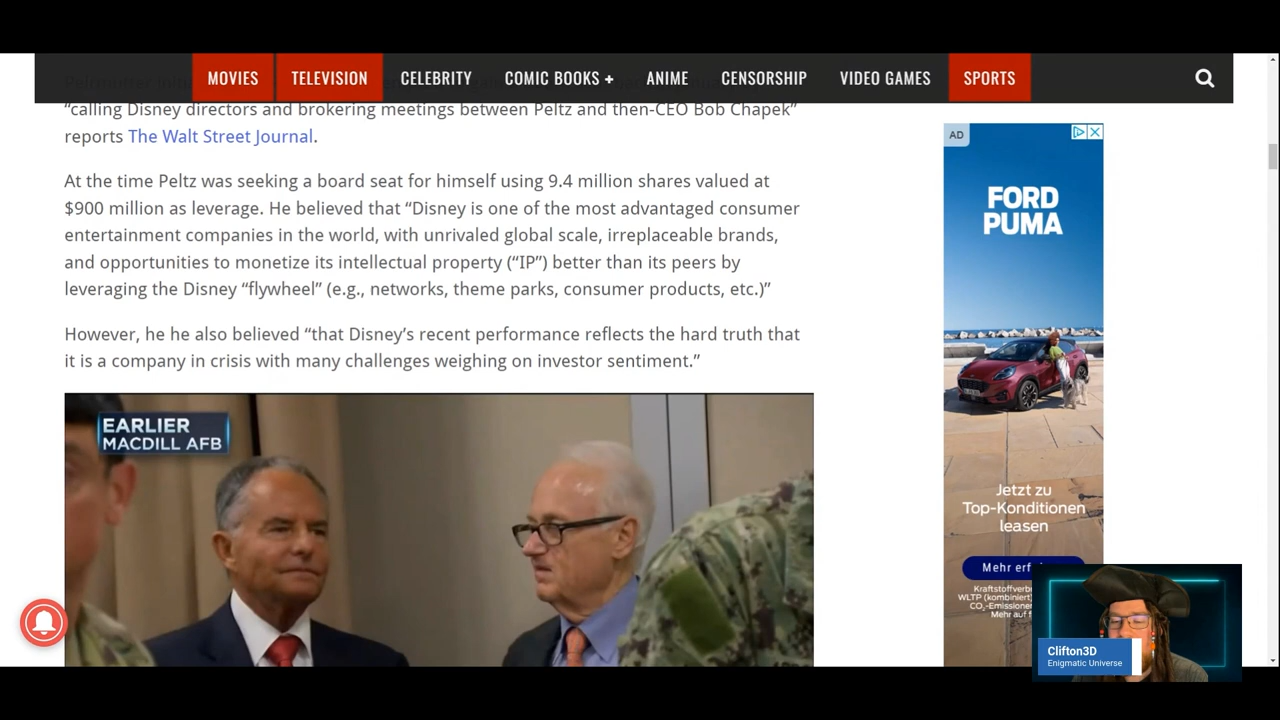 MOVIES TELEVISION CELEBRITY COMIC BOOKS + ANIME CENSORSHIP VIDEO GAMES SPORTS
“calling Disney directors and brokering meetings between Peltz and then-CEO Bob Chapek”
reports The Walt Street Journal.
At the time Peltz was seeking a board seat for himself using 9.4 million shares valued at
$900 million as leverage. He believed that “Disney is one of the most advantaged consumer
entertainment companies in the world, with unrivaled global scale, irreplaceable brands,
and opportunities to monetize its intellectual property (“IP”) better than its peers by
leveraging the Disney “flywheel” (e.g., networks, theme parks, consumer products, etc.)”
However, he he also believed “that Disney’s recent performance reflects the hard truth that
it is a company in crisis with many challenges weighing on investor sentiment.”
EARLIER
MACDILL AFB
AD
FORD
PUMA
Jetzt zu
Top-Konditionen
leasen
Mehr
WLTP (kombiniert)
Mehr auf
Clifton3D
Enigmatic Universe